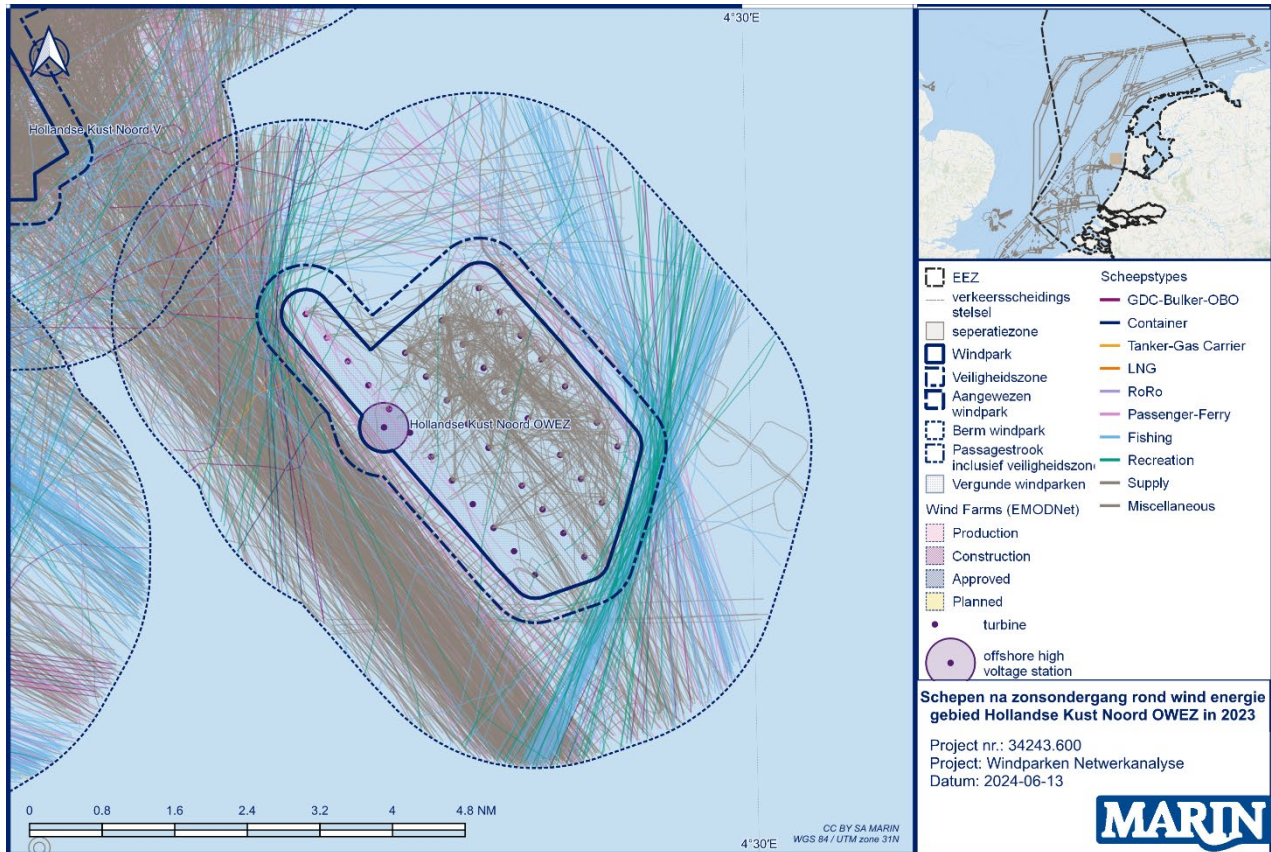 4°30'E
Hollandse Kust Noord V
Hollandse Kust Noord OWEZ
0 0.8 1.6 2.4 3.2 4 4.8 NM
CC BY SA MARIN
WGS 84 / UTM zone 31N
4°30'E
EEZ
verkeersscheidings
stelsel
seperatiezone
Windpark
Veiligheidszone
Aangewezen
windpark
Berm windpark
Passagestrook
inclusief veiligheidszon
Vergunde windparken
Wind Farms (EMODNet)
Production
Construction
Approved
Planned
turbine
offshore high
voltage station
Scheepstypes
GDC-Bulker-OBO
Container
Tanker-Gas Carrier
LNG
RoRo
Passenger-Ferry
Fishing
Recreation
Supply
Miscellaneous
Schepen na zonsondergang rond wind energie
gebied Hollandse Kust Noord OWEZ in 2023
Project nr.: 34243.600
Project: Windparken Netwerkanalyse
Datum: 2024-06-13
MARIN